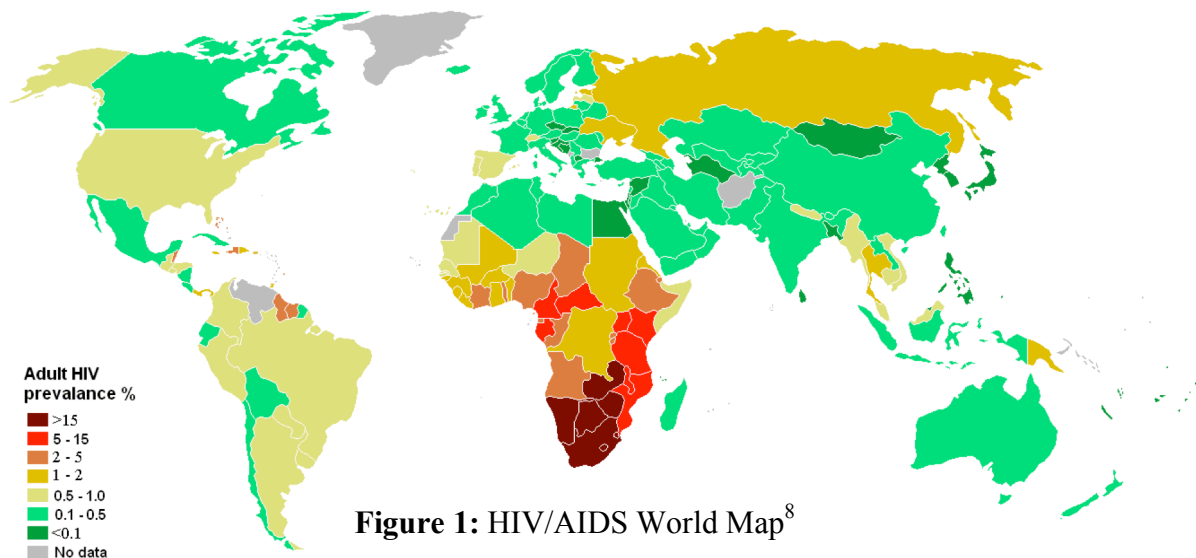 Adult HIV
prevalance %
>15
5 - 15
2 - 5
1 - 2
0.5 - 1.0
0.1 - 0.5
<0.1
No data
Figure 1: HIV/AIDS World Map8